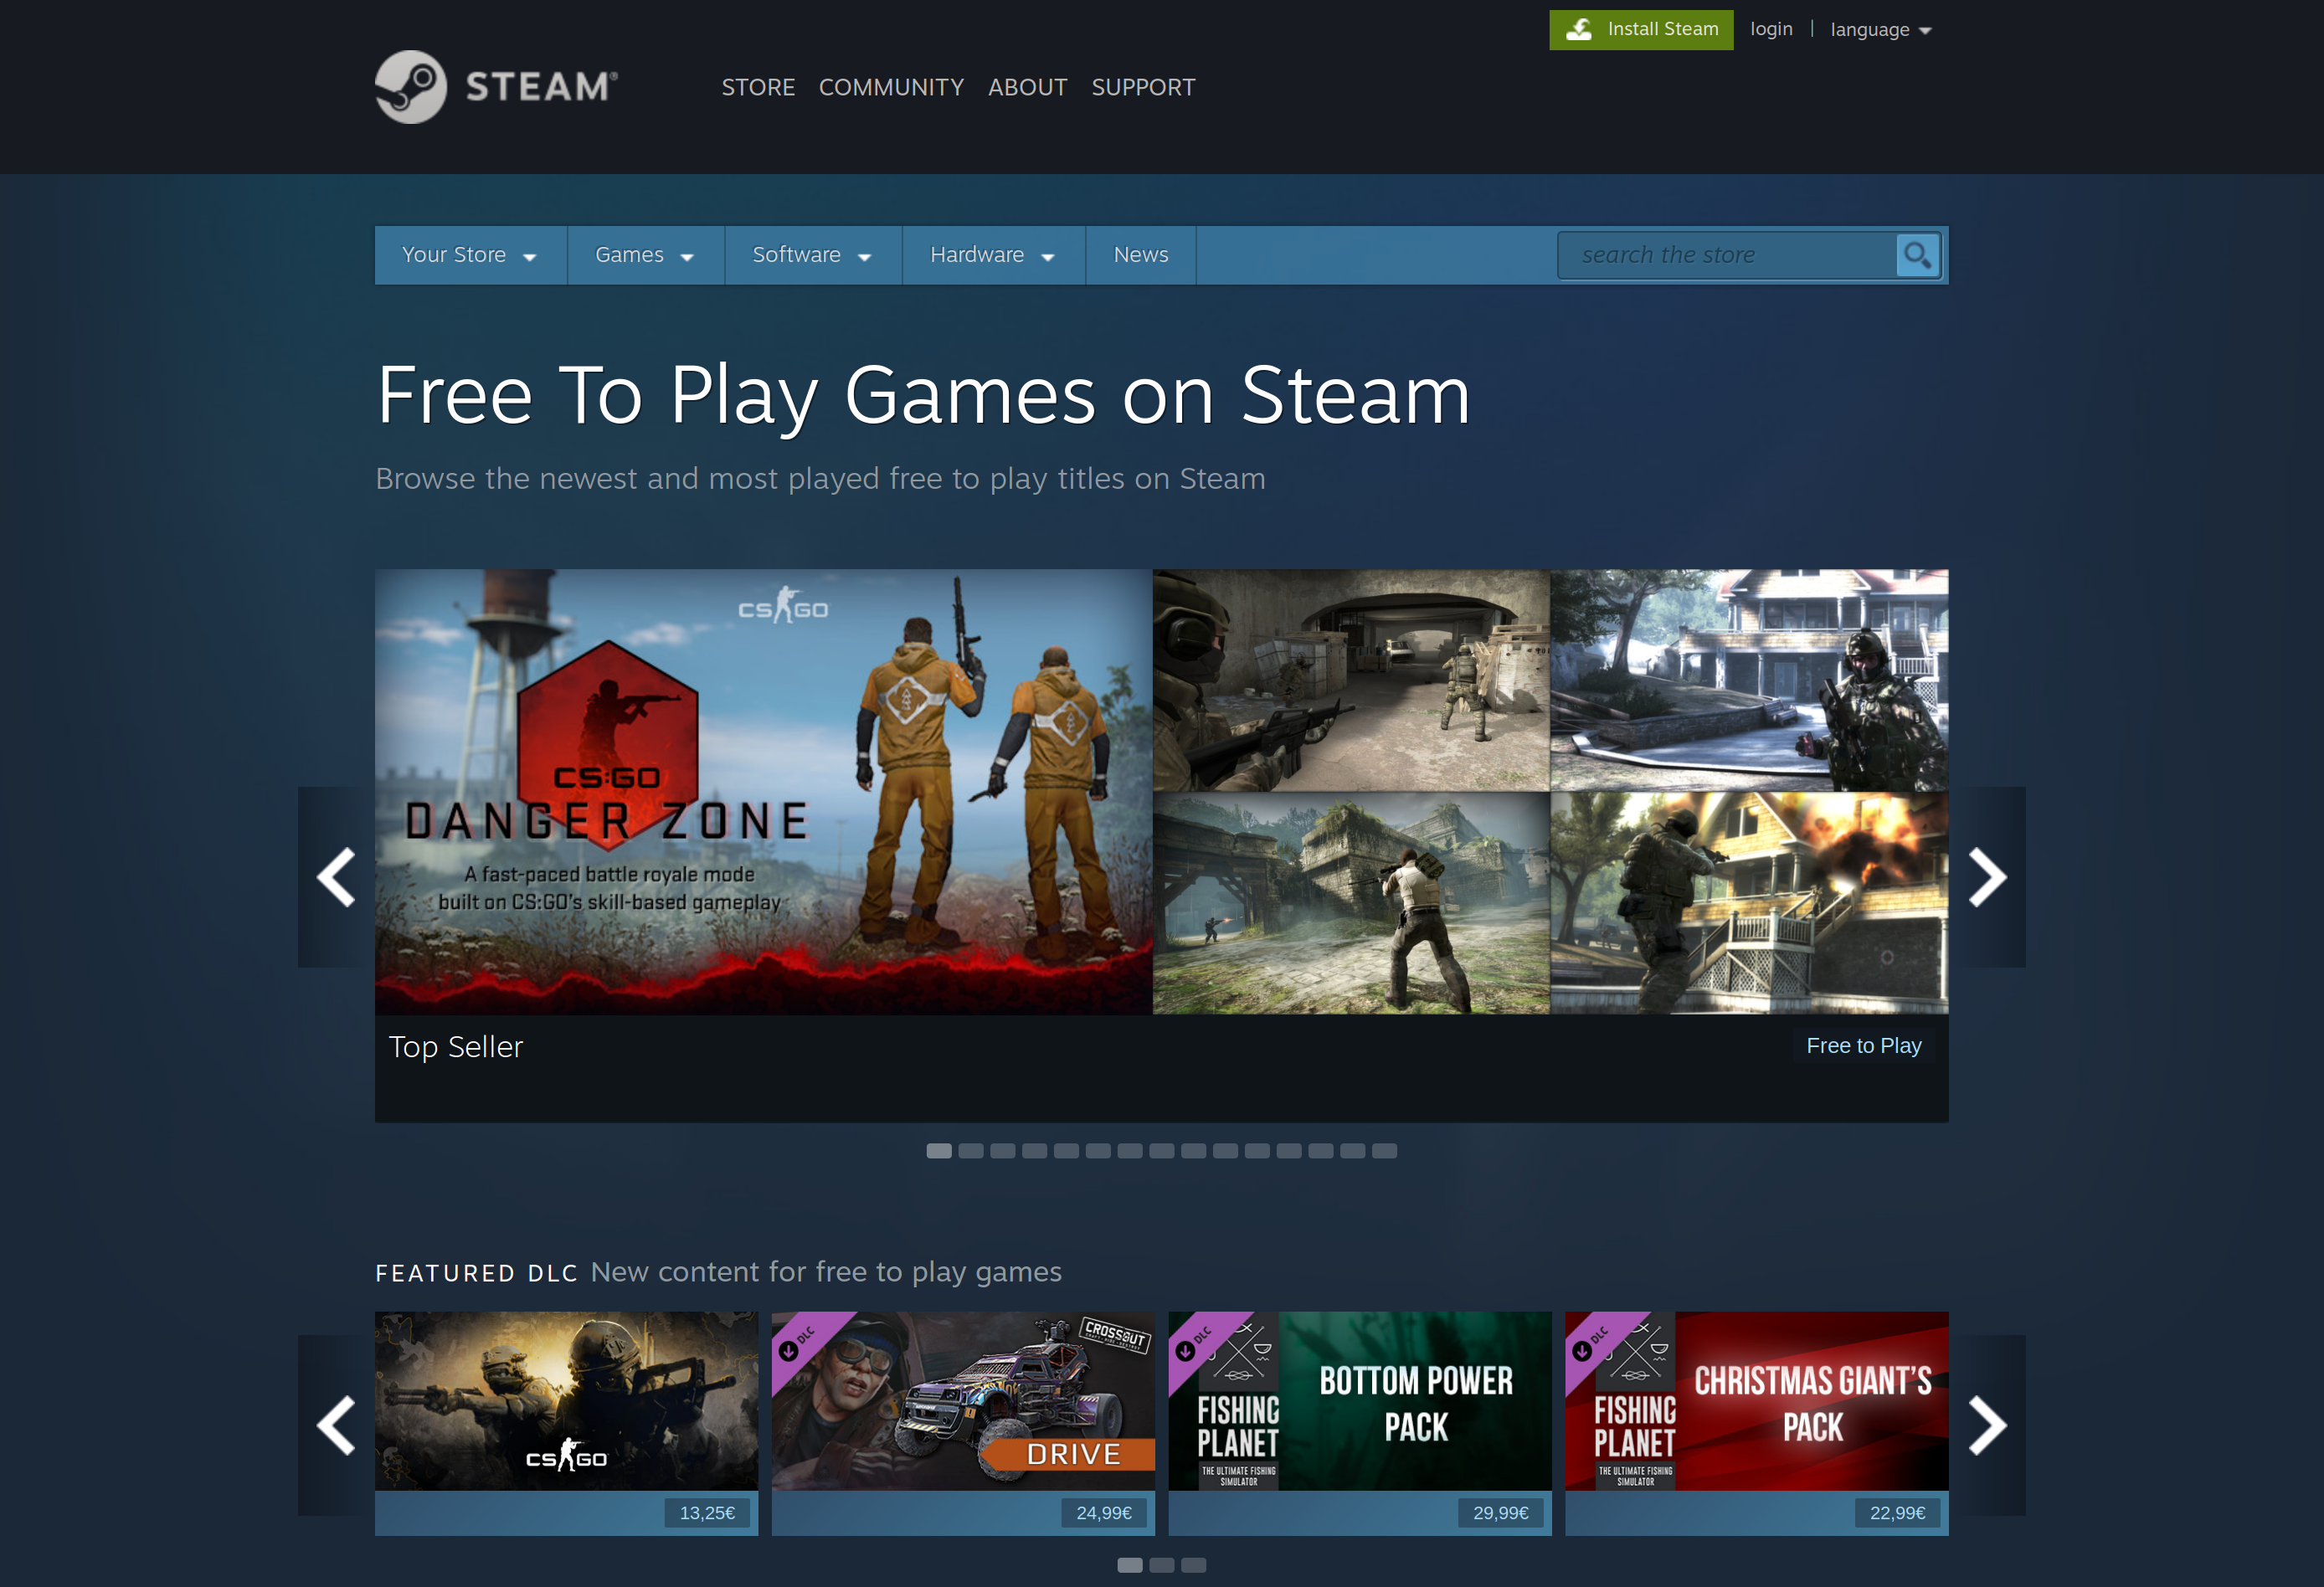 Install Steam
login | language
STEAM®
STORE COMMUNITY ABOUT SUPPORT
Your Store Games Software Hardware News
search the store
Free To Play Games on Steam
Browse the newest and most played free to play titles on Steam
CS GO
CS:GO
DANGER ZONE
A fast-paced battle royale mode
built on CS:GO's skill-based gameplay
Top Seller
Free to Play
FEATURED DLC New content for free to play games
CS GO
13,25€
DLC
CROSSOUT
CRAFT · RIDE · DESTROY
DRIVE
24,99€
DLC
FISHING
PLANET
THE ULTIMATE FISHING
SIMULATOR
BOTTOM POWER
PACK
29,99€
DLC
FISHING
PLANET
THE ULTIMATE FISHING
SIMULATOR
CHRISTMAS GIANT'S
PACK
22,99€